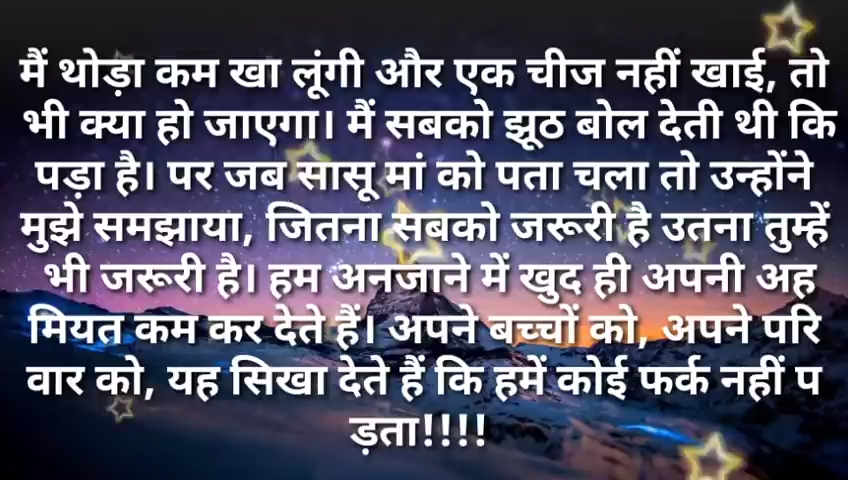 मैं थोड़ा कम खा लूंगी और एक चीज नहीं खाई, तो
भी क्या हो जाएगा। मैं सबको झूठ बोल देती थी कि
पड़ा है। पर जब सासू मां को पता चला तो उन्होंने
मुझे समझाया, जितना सबको जरूरी है उतना तुम्हें
भी जरूरी है। हम अनजाने में खुद ही अपनी अह
मियत कम कर देते हैं। अपने बच्चों को, अपने परि
वार को, यह सिखा देते हैं कि हमें कोई फर्क नहीं प
ड़ता!!!!